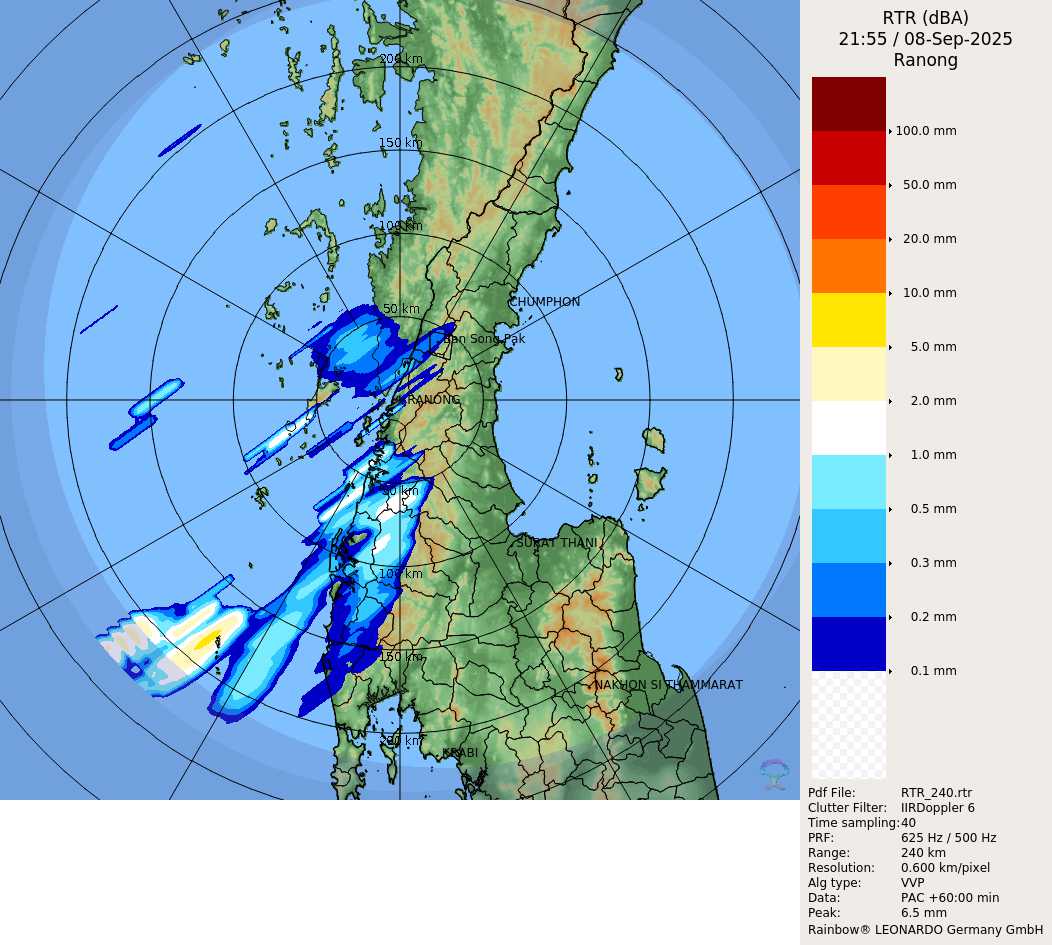 RTR (dBA)
21:55 / 08-Sep-2025
Ranong
100.0 mm
50.0 mm
20.0 mm
10.0 mm
5.0 mm
2.0 mm
1.0 mm
0.5 mm
0.3 mm
0.2 mm
0.1 mm
Pdf File: RTR_240.rtr
Clutter Filter: IIRDoppler 6
Time sampling: 40
PRF: 625 Hz / 500 Hz
Range: 240 km
Resolution: 0.600 km/pixel
Alg type: VVP
Data: PAC +60:00 min
Peak: 6.5 mm
Rainbow® LEONARDO Germany GmbH
200 km
150 km
100 km
CHUMPHON
50 km
Ban Song Pak
RANONG
50 km
SURAT THANI
100 km
150 km
NAKHON SI THAMMARAT
200 km
KRABI